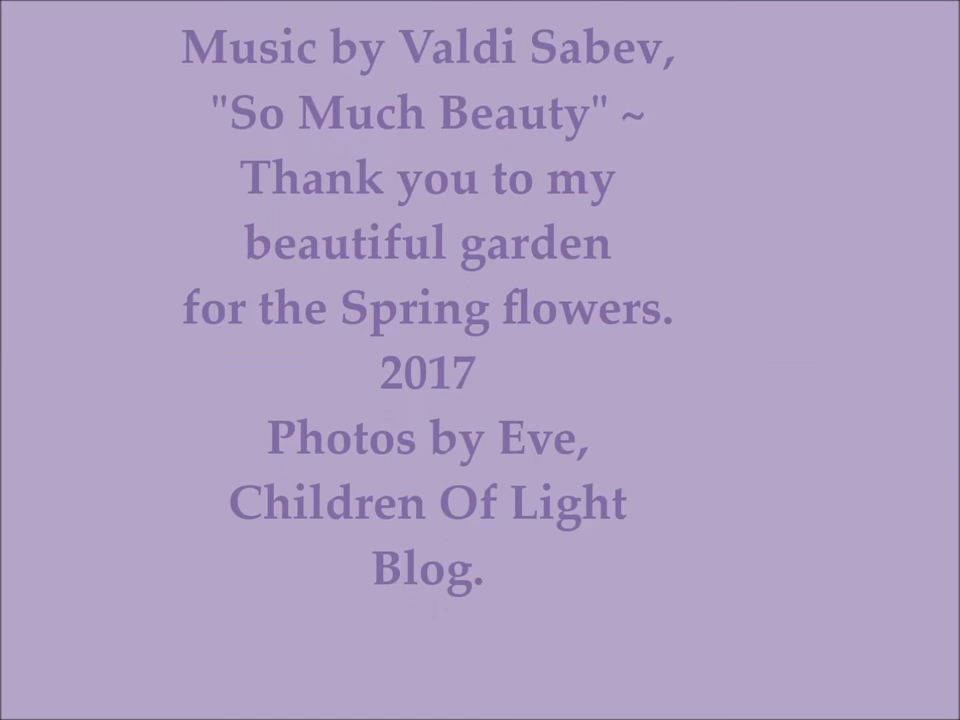 Music by Valdi Sabev,
"So Much Beauty" ~
Thank you to my
beautiful garden
for the Spring flowers.
2017
Photos by Eve,
Children Of Light
Blog.